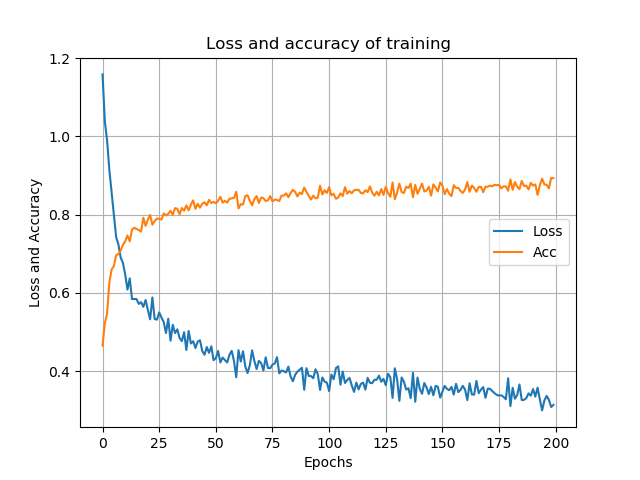 Loss and accuracy of training
1.2
1.0
0.8
0.6
0.4
Loss and Accuracy
Loss
Acc
0 25 50 75 100 125 150 175 200
Epochs